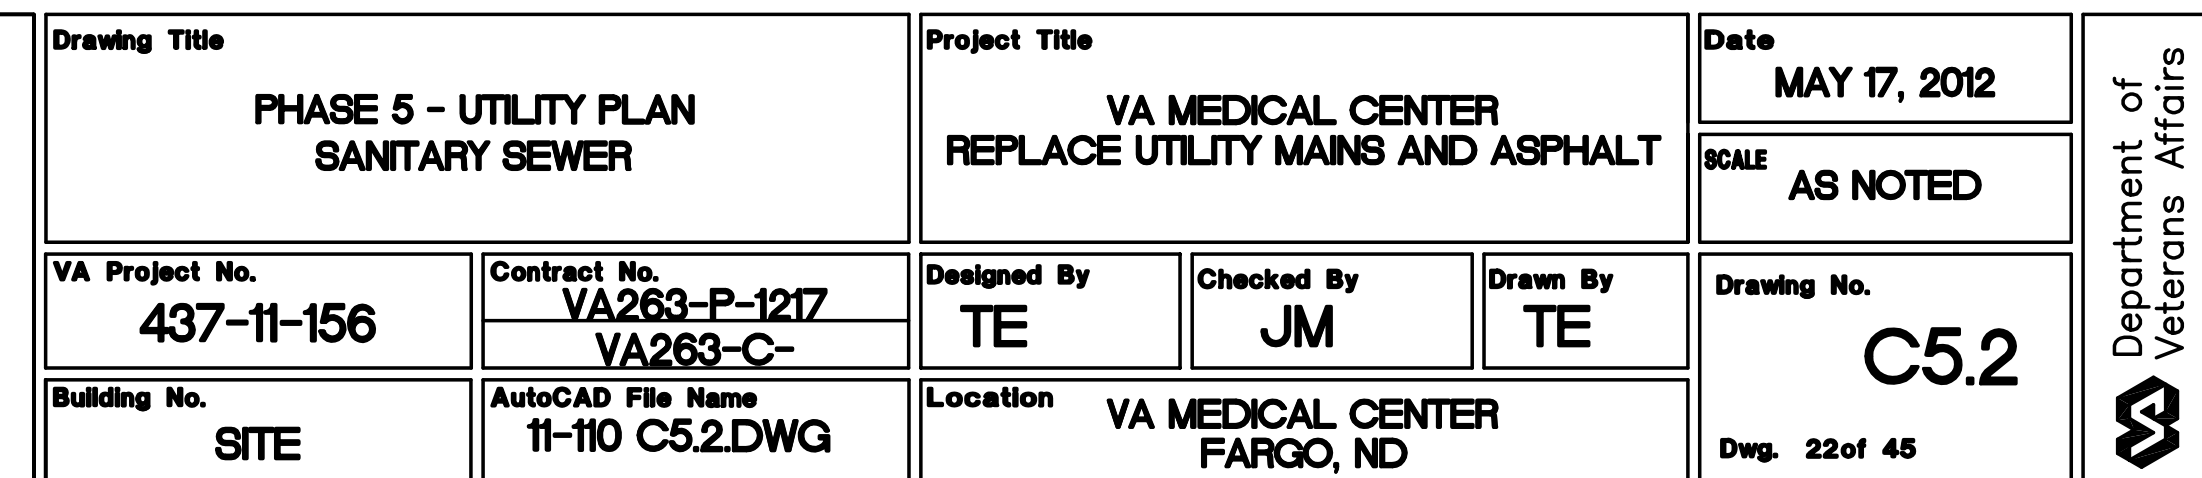 Drawing Title
PHASE 5 - UTILITY PLAN
SANITARY SEWER
Project Title
VA MEDICAL CENTER
REPLACE UTILITY MAINS AND ASPHALT
Date
MAY 17, 2012
SCALE
AS NOTED
VA Project No.
437-11-156
Contract No.
VA263-P-1217
VA263-C-
Designed By
TE
Checked By
JM
Drawn By
TE
Drawing No.
C5.2
Dwg. 22of 45
Building No.
SITE
AutoCAD File Name
11-110 C5.2.DWG
Location
VA MEDICAL CENTER
FARGO, ND
Department of
Veterans Affairs